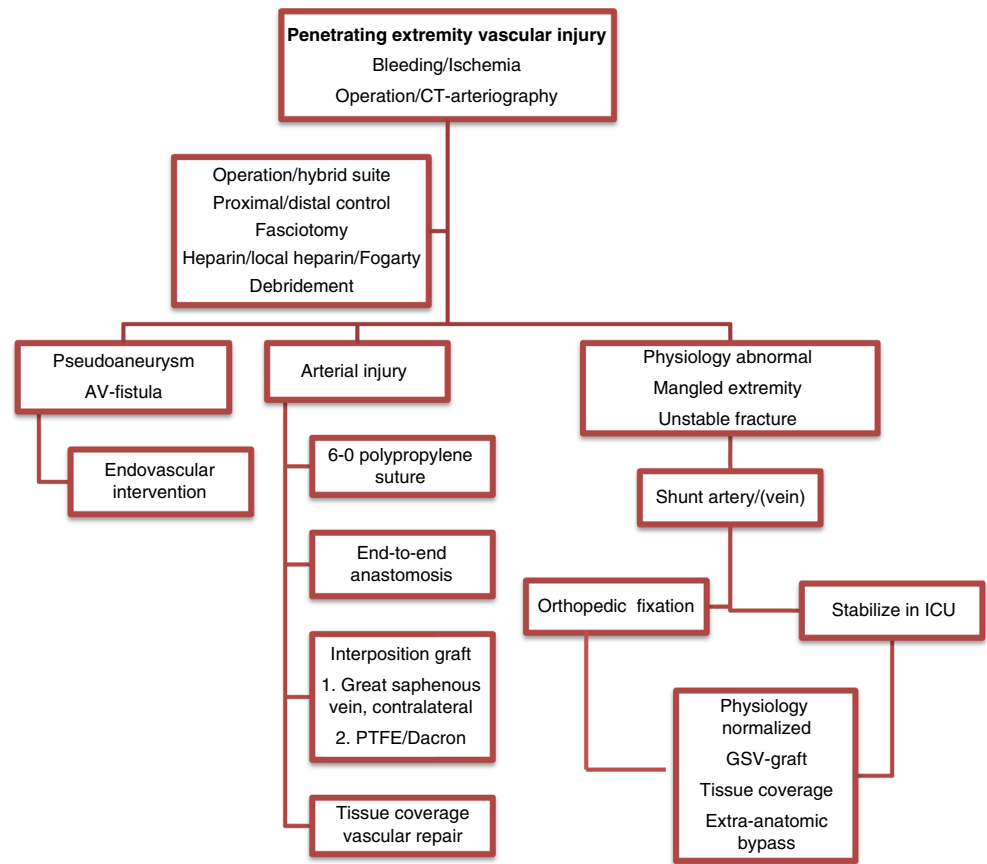 Penetrating extremity vascular injury
Bleeding/Ischemia
Operation/CT-arteriography
Operation/hybrid suite
Proximal/distal control
Fasciotomy
Heparin/local heparin/Fogarty
Debridement
Pseudoaneurysm
AV-fistula
Endovascular
intervention
Arterial injury
6-0 polypropylene
suture
End-to-end
anastomosis
Interposition graft
1. Great saphenous
vein, contralateral
2. PTFE/Dacron
Tissue coverage
vascular repair
Physiology abnormal
Mangled extremity
Unstable fracture
Shunt artery/(vein)
Orthopedic fixation
Stabilize in ICU
Physiology
normalized
GSV-graft
Tissue coverage
Extra-anatomic
bypass